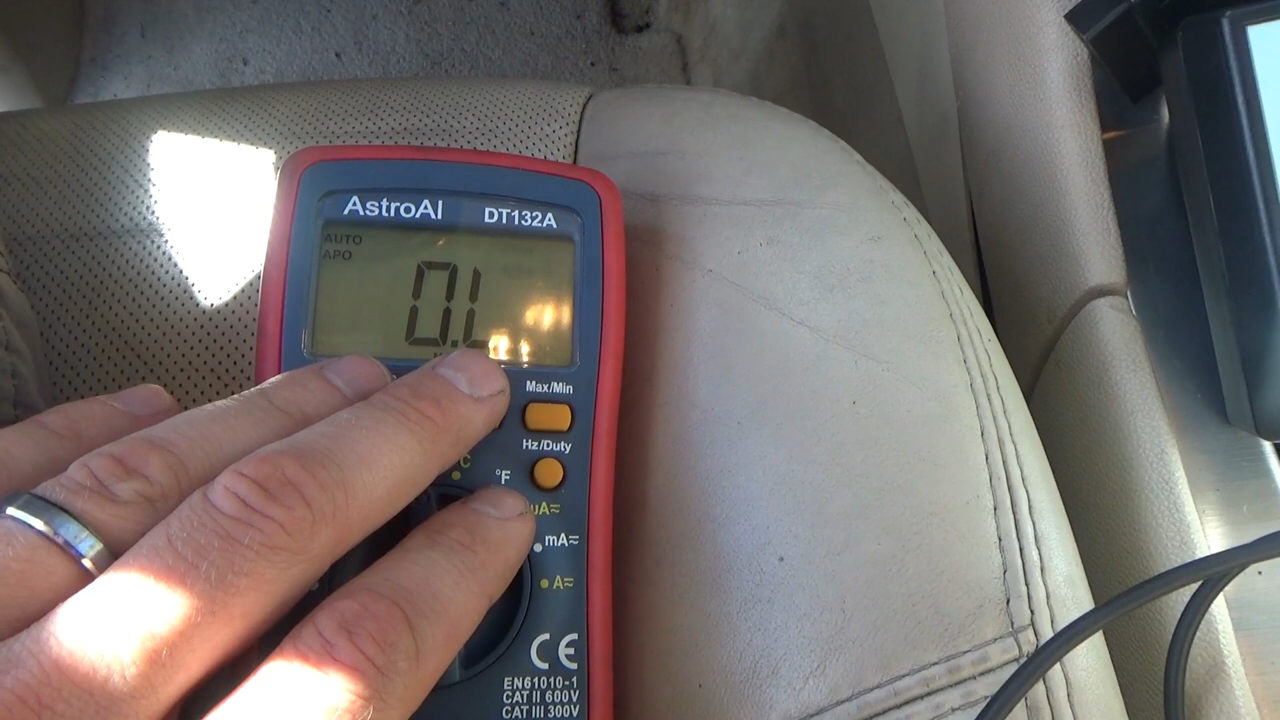 AstroAI DT132A
AUTO
APO
0.L
Max/Min
Hz/Duty
°F
µA≂
mA≂
A≂
CE
EN61010-1
CAT II 600V
CAT III 300V